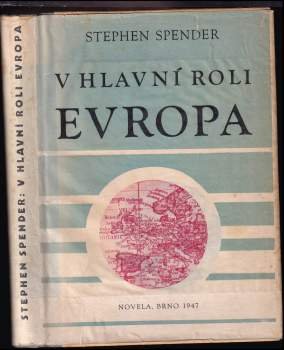 STEPHEN SPENDER: V HLAVNÍ ROLI EVROPA
STEPHEN SPENDER
V HLAVNÍ ROLI
EVROPA
NOVELA, BRNO 1947